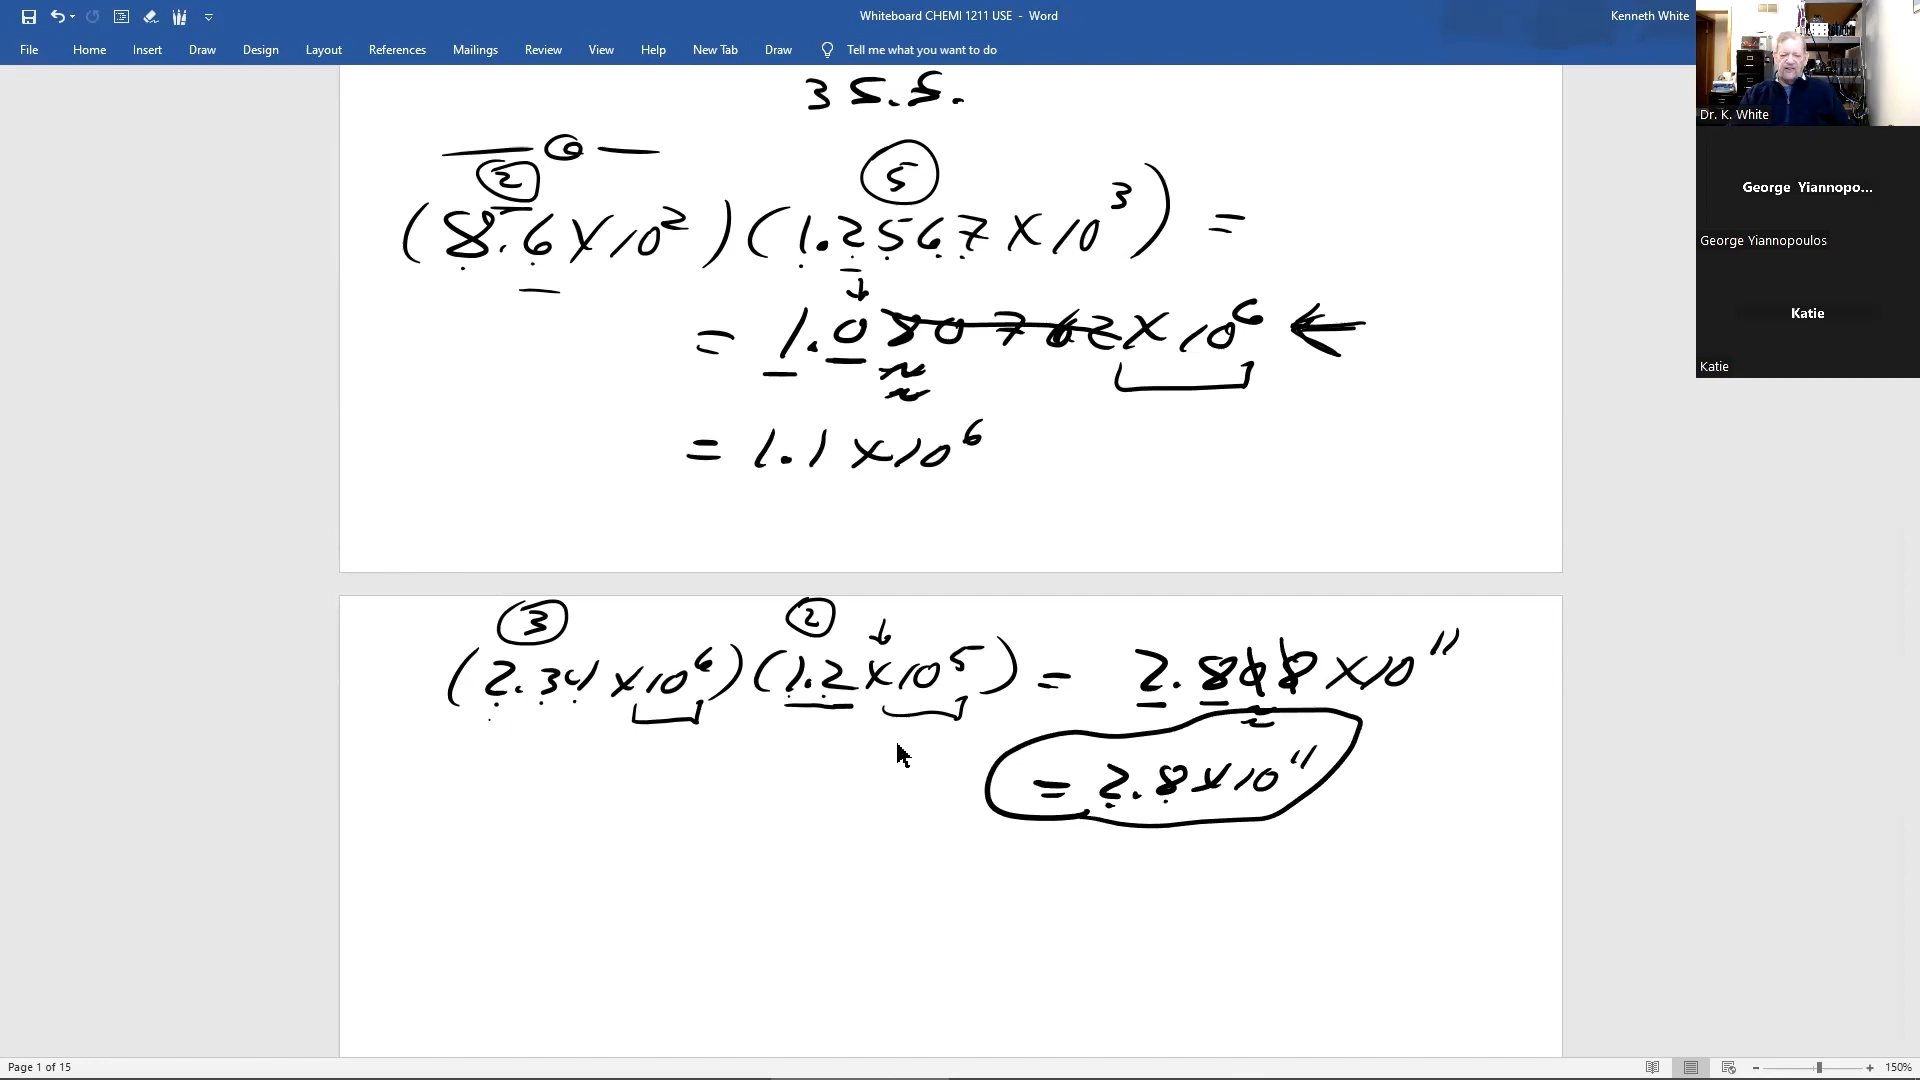 Whiteboard CHEMI 1211 USE - Word
Kenneth White
File Home Insert Draw Design Layout References Mailings Review View Help New Tab Draw Tell me what you want to do
Dr. K. White
George Yiannopo...
George Yiannopoulos
Katie
Katie
3 S.S.
2 5
(8.6 X 10² ) (1.2567 X 10³ ) =
= 1.080762 X 10⁶
= 1.1 X 10⁶
3 2
(2.34 X 10⁶) (1.2 X 10⁵) = 2.808 X 10¹¹
= 2.8 X 10¹¹
Page 1 of 15
150%